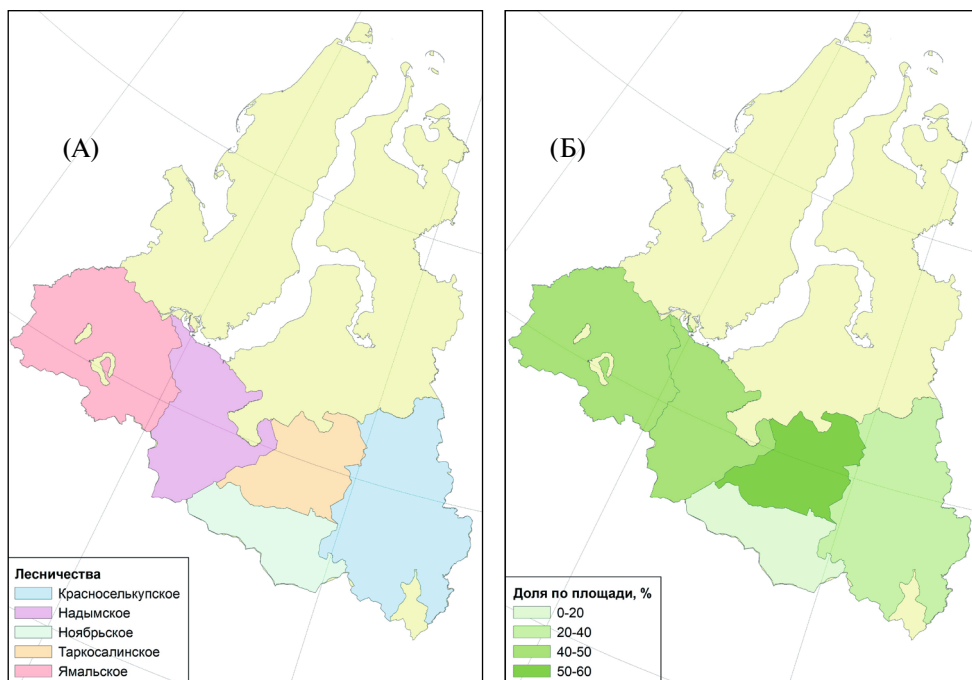 (А)
Лесничества
Красноселькупское
Надымское
Ноябрьское
Таркосалинское
Ямальское
(Б)
Доля по площади, %
0-20
20-40
40-50
50-60